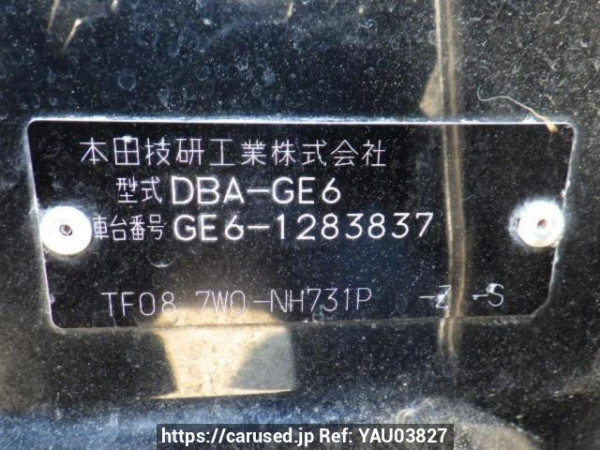 本田技研工業株式会社
型式 DBA-GE6
車台番号 GE6-1283837
TF08 7W0-NH731P -Z -S
https://carused.jp Ref: YAU03827